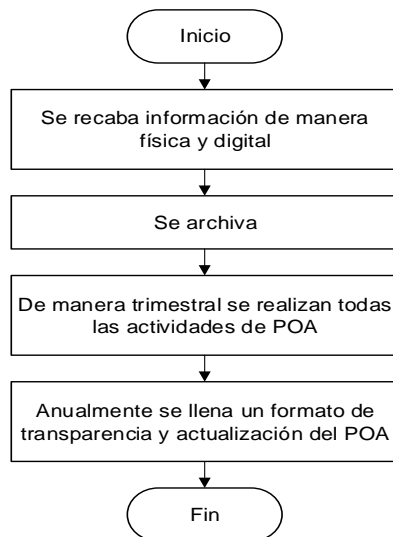 Inicio
Se recaba información de manera
física y digital
Se archiva
De manera trimestral se realizan todas
las actividades de POA
Anualmente se llena un formato de
transparencia y actualización del POA
Fin